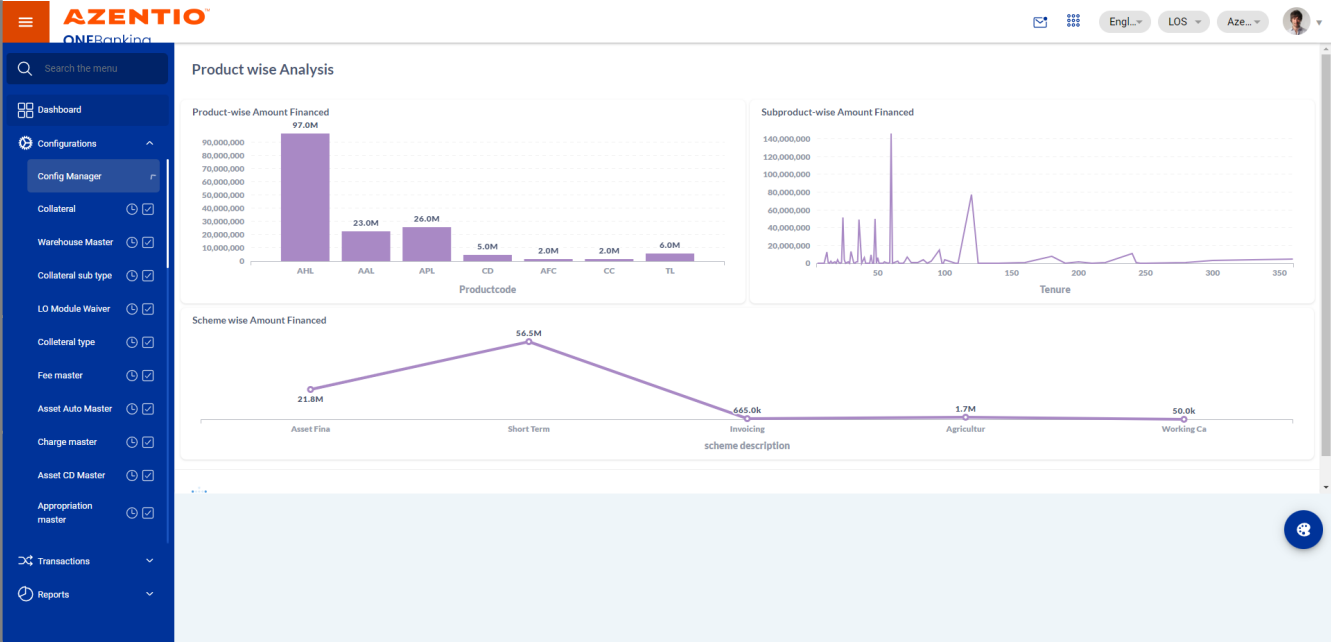 AZENTIO
ONEBanking
Engl...
LOS
Aze...
Search the menu
Dashboard
Configurations
Config Manager
Collateral
Warehouse Master
Collateral sub type
LO Module Waiver
Colleteral type
Fee master
Asset Auto Master
Charge master
Asset CD Master
Appropriation
master
Transactions
Reports
Product wise Analysis
Product-wise Amount Financed
97.0M
90,000,000
80,000,000
70,000,000
60,000,000
50,000,000
40,000,000
30,000,000
20,000,000
10,000,000
0
23.0M
26.0M
5.0M
2.0M
2.0M
6.0M
AHL AAL APL CD AFC CC TL
Productcode
Subproduct-wise Amount Financed
140,000,000
120,000,000
100,000,000
80,000,000
60,000,000
40,000,000
20,000,000
0
50 100 150 200 250 300 350
Tenure
Scheme wise Amount Financed
56.5M
21.8M
665.0k
1.7M
50.0k
Asset Fina Short Term Invoicing Agricultur Working Ca
scheme description